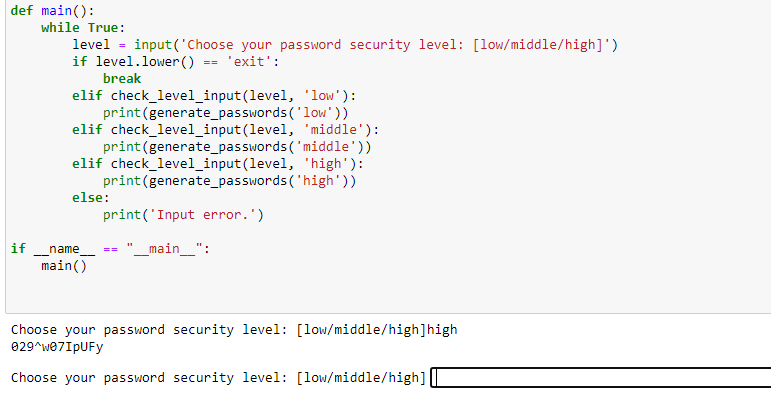 def main():
    while True:
        level = input('Choose your password security level: [low/middle/high]')
        if level.lower() == 'exit':
            break
        elif check_level_input(level, 'low'):
            print(generate_passwords('low'))
        elif check_level_input(level, 'middle'):
            print(generate_passwords('middle'))
        elif check_level_input(level, 'high'):
            print(generate_passwords('high'))
        else:
            print('Input error.')

if __name__ == "__main__":
    main()

Choose your password security level: [low/middle/high]high
029^w07IpUFy

Choose your password security level: [low/middle/high]